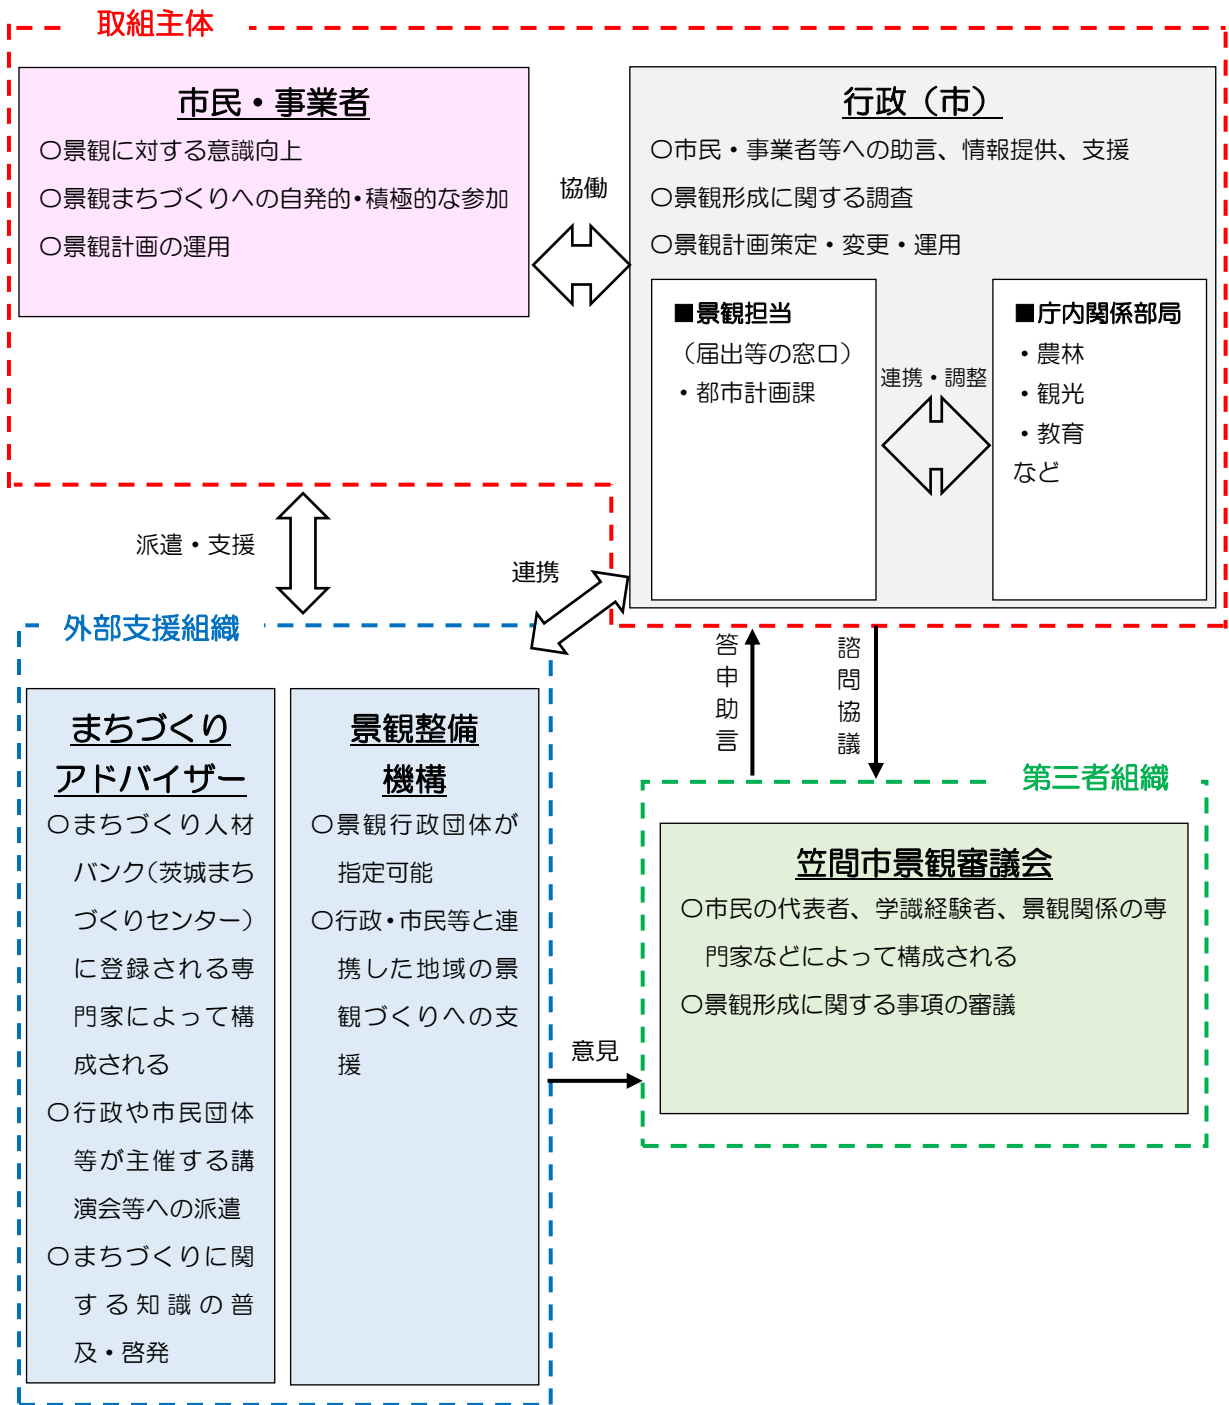 取組主体
市民・事業者
〇景観に対する意識向上
〇景観まちづくりへの自発的・積極的な参加
〇景観計画の運用
協働
行政（市）
〇市民・事業者等への助言、情報提供、支援
〇景観形成に関する調査
〇景観計画策定・変更・運用
■景観担当
（届出等の窓口）
・都市計画課
連携・調整
■庁内関係部局
・農林
・観光
・教育
など
派遣・支援
連携
答申助言
諮問協議
外部支援組織
まちづくり
アドバイザー
〇まちづくり人材
バンク（茨城まち
づくりセンター）
に登録される専
門家によって構
成される
〇行政や市民団体
等が主催する講
演会等への派遣
〇まちづくりに関
する知識の普
及・啓発
景観整備
機構
〇景観行政団体が
指定可能
〇行政・市民等と連
携した地域の景
観づくりへの支
援
意見
第三者組織
笠間市景観審議会
〇市民の代表者、学識経験者、景観関係の専
門家などによって構成される
〇景観形成に関する事項の審議